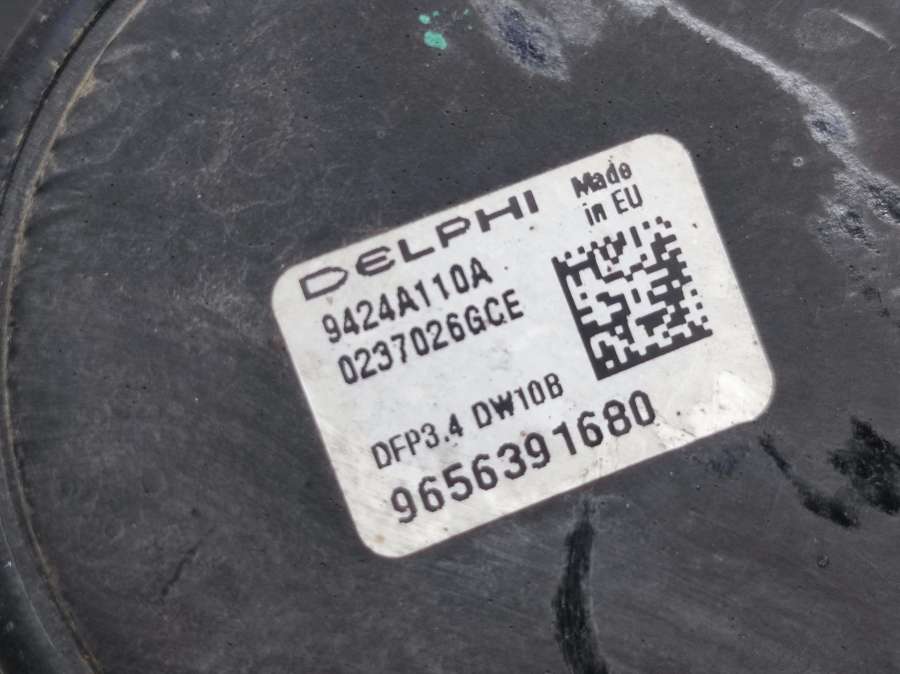 DELPHI
Made
in EU
9424A110A
0237026GCE
DFP3.4 DW10B
9656391680